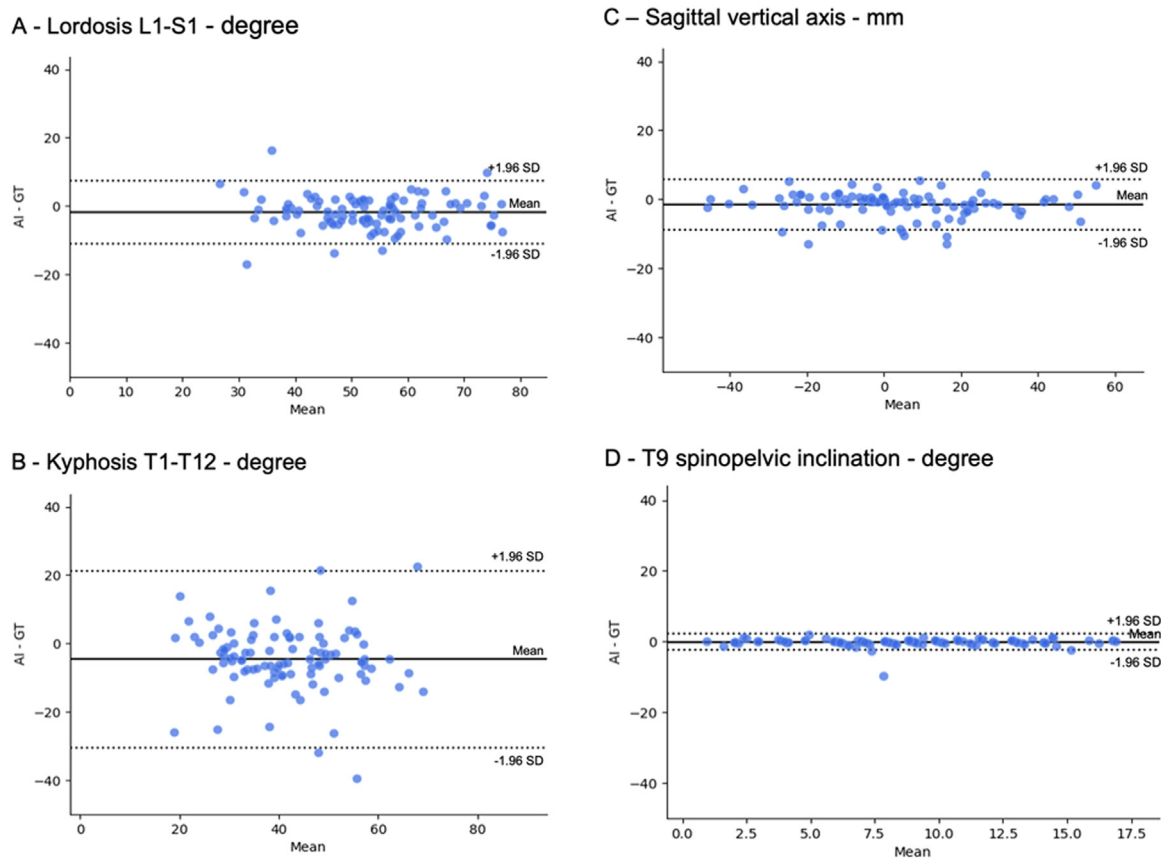 A - Lordosis L1-S1 - degree
40
20
0
−20
−40
AI - GT
+1.96 SD
Mean
-1.96 SD
0 10 20 30 40 50 60 70 80
Mean
C – Sagittal vertical axis - mm
40
20
0
−20
−40
AI - GT
+1.96 SD
Mean
-1.96 SD
−40 −20 0 20 40 60
Mean
B - Kyphosis T1-T12 - degree
40
20
0
−20
−40
AI - GT
+1.96 SD
Mean
-1.96 SD
0 20 40 60 80
Mean
D - T9 spinopelvic inclination - degree
40
20
0
−20
−40
AI - GT
+1.96 SD
Mean
-1.96 SD
0.0 2.5 5.0 7.5 10.0 12.5 15.0 17.5
Mean